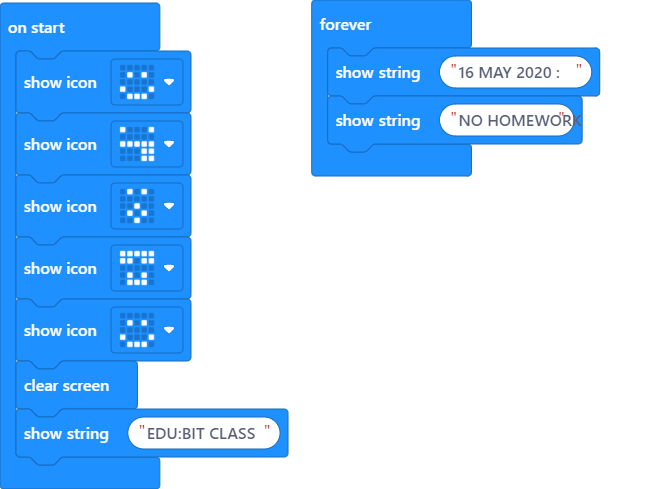 on start
show icon
show icon
show icon
show icon
show icon
clear screen
show string "EDU:BIT CLASS "
forever
show string "16 MAY 2020 : "
show string "NO HOMEWORK"